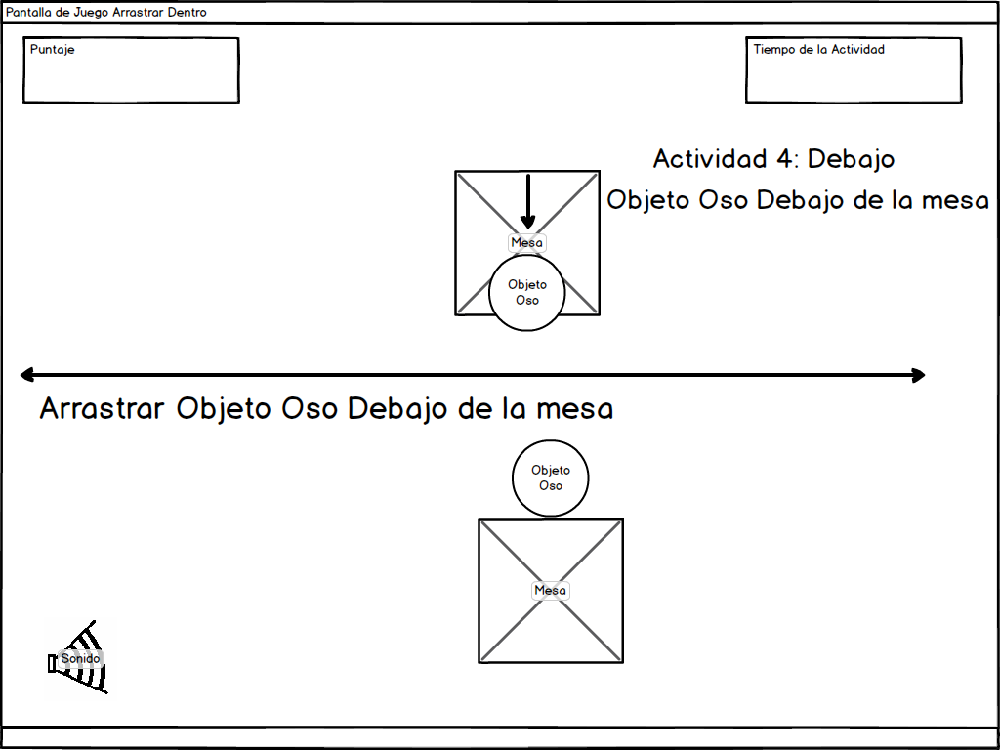 Pantalla de Juego Arrastrar Dentro
Puntaje
Tiempo de la Actividad
Actividad 4: Debajo
Objeto Oso Debajo de la mesa
Mesa
Objeto
Oso
Arrastrar Objeto Oso Debajo de la mesa
Objeto
Oso
Mesa
Sonido